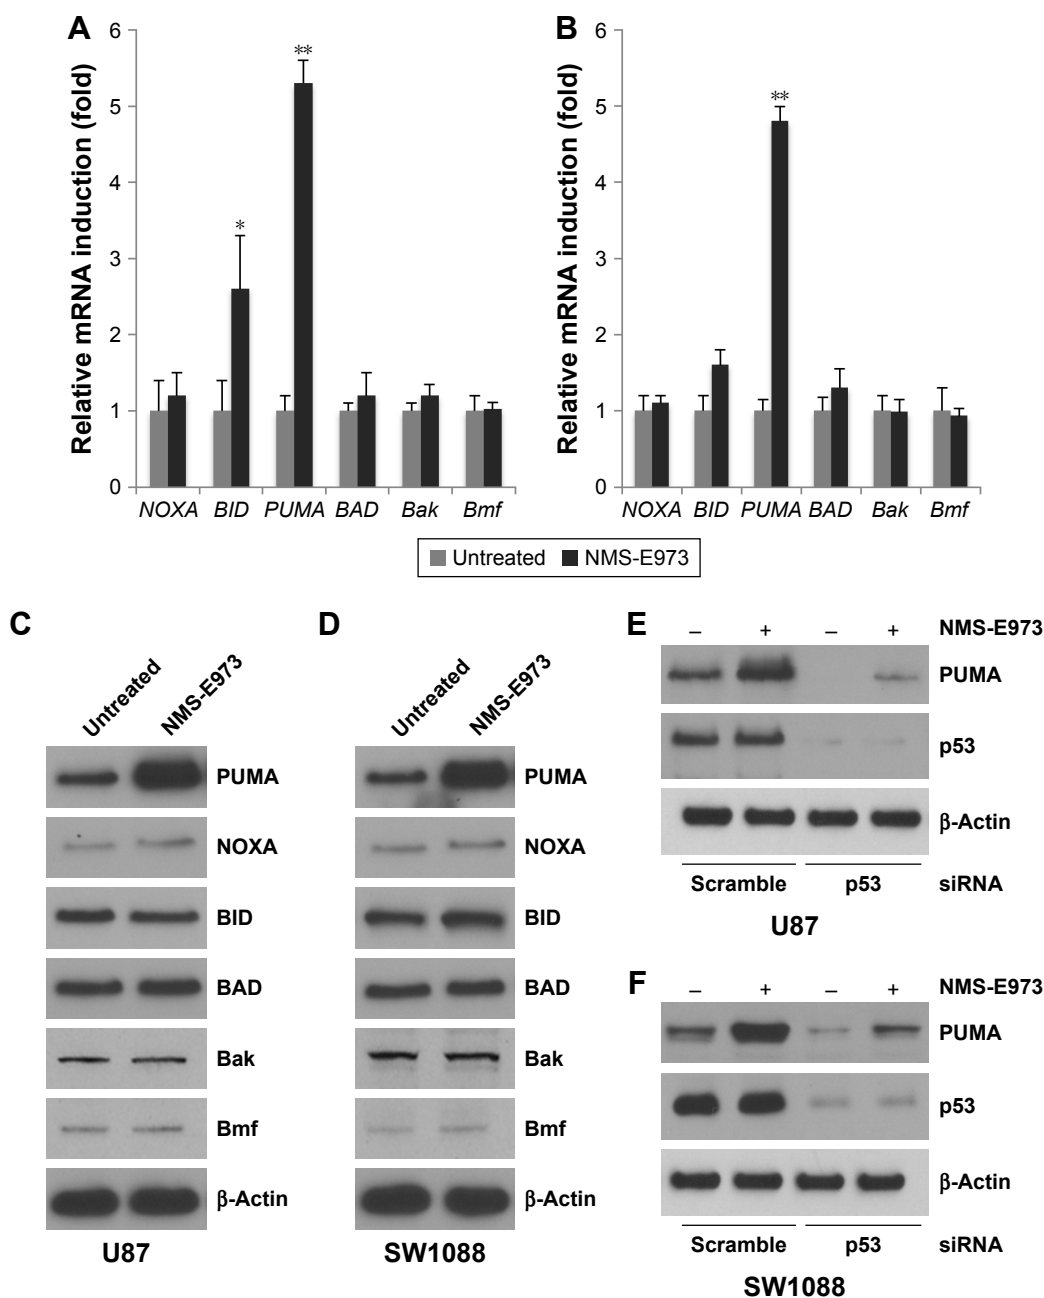 A
Relative mRNA induction (fold)
6
5
4
3
2
1
0
*
**
NOXA BID PUMA BAD Bak Bmf
B
Relative mRNA induction (fold)
6
5
4
3
2
1
0
**
NOXA BID PUMA BAD Bak Bmf
Untreated NMS-E973
C
Untreated NMS-E973
PUMA
NOXA
BID
BAD
Bak
Bmf
β-Actin
U87
D
Untreated NMS-E973
PUMA
NOXA
BID
BAD
Bak
Bmf
β-Actin
SW1088
E
– + – + NMS-E973
PUMA
p53
β-Actin
Scramble p53 siRNA
U87
F
– + – + NMS-E973
PUMA
p53
β-Actin
Scramble p53 siRNA
SW1088